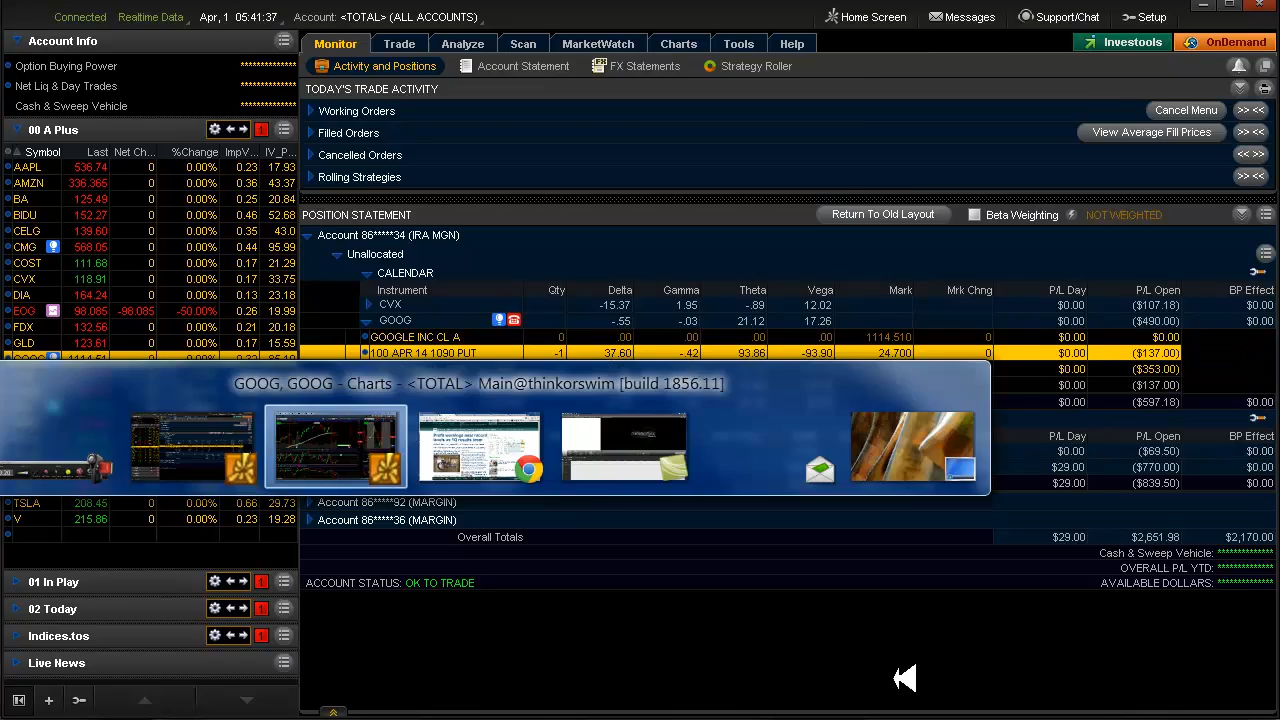 Connected Realtime Data Apr, 1 05:41:37 Account: <TOTAL> (ALL ACCOUNTS) Home Screen Messages Support/Chat Setup
Account Info
Option Buying Power *************
Net Liq & Day Trades *************
Cash & Sweep Vehicle *************
00 A Plus 1
Symbol Last Net Ch... %Change ImpV... IV_P...
AAPL 536.74 0 0.00% 0.23 17.93
AMZN 336.365 0 0.00% 0.36 43.37
BA 125.49 0 0.00% 0.25 20.84
BIDU 152.27 0 0.00% 0.46 52.68
CELG 139.60 0 0.00% 0.35 43.0
CMG 568.05 0 0.00% 0.44 95.99
COST 111.68 0 0.00% 0.17 21.29
CVX 118.91 0 0.00% 0.17 33.75
DIA 164.24 0 0.00% 0.13 23.18
EOG 98.085 -98.085 -50.00% 0.26 19.99
FDX 132.56 0 0.00% 0.21 20.18
GLD 123.61 0 0.00% 0.17 15.59
TSLA 208.45 0 0.00% 0.66 29.73
V 215.86 0 0.00% 0.23 19.28
01 In Play 1
02 Today 1
Indices.tos 1
Live News
Monitor Trade Analyze Scan MarketWatch Charts Tools Help Investools OnDemand
Activity and Positions Account Statement FX Statements Strategy Roller
TODAY'S TRADE ACTIVITY
Working Orders Cancel Menu >> <<
Filled Orders View Average Fill Prices >> <<
Cancelled Orders << >>
Rolling Strategies >> <<
POSITION STATEMENT Return To Old Layout Beta Weighting NOT WEIGHTED
Account 86*****34 (IRA MGN)
Unallocated
CALENDAR
Instrument Qty Delta Gamma Theta Vega Mark Mrk Chng P/L Day P/L Open BP Effect
CVX -15.37 1.95 -.89 12.02 $0.00 ($107.18) $0.00
GOOG -.55 -.03 21.12 17.26 $0.00 ($490.00) $0.00
GOOGLE INC CL A 0 .00 .00 .00 .00 1114.510 0 $0.00 $0.00
100 APR 14 1090 PUT -1 37.60 -.42 93.86 -93.90 24.700 0 $0.00 ($137.00)
$0.00 ($353.00)
$0.00 ($137.00)
$0.00 ($597.18) $0.00
GOOG, GOOG - Charts - <TOTAL> Main@thinkorswim [build 1856.11]
P/L Day P/L Open BP Effect
$0.00
$0.00
$29.00 ($839.50) $0.00
Account 86*****92 (MARGIN)
Account 86*****36 (MARGIN)
Overall Totals $29.00 $2,651.98 $2,170.00
Cash & Sweep Vehicle: *************
OVERALL P/L YTD: *************
ACCOUNT STATUS: OK TO TRADE AVAILABLE DOLLARS: *************